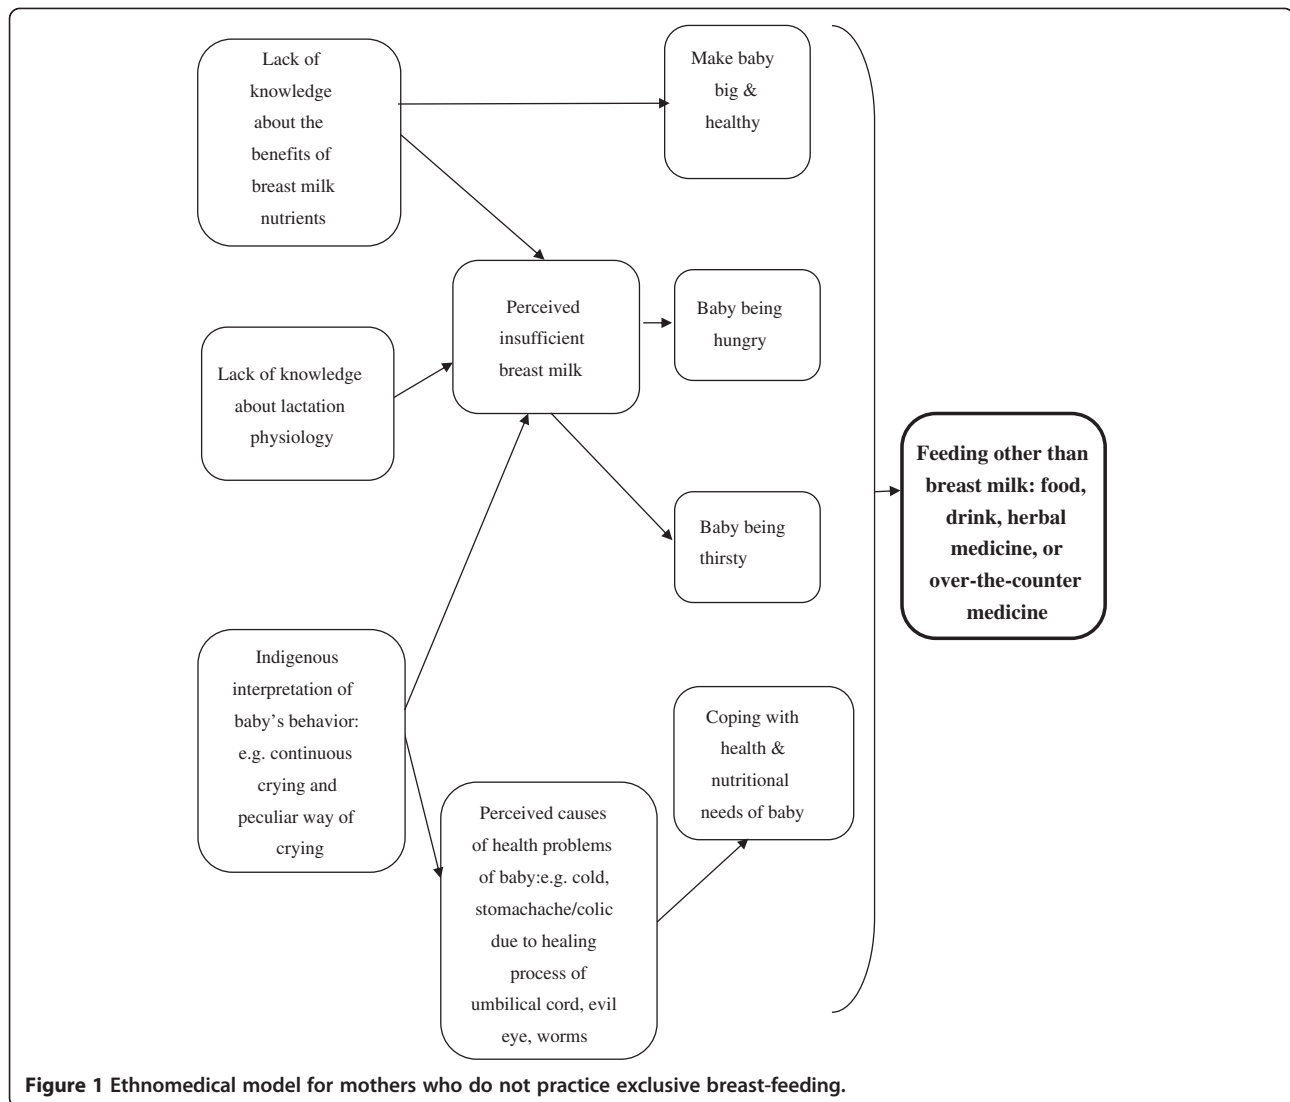 Lack of
knowledge
about the
benefits of
breast milk
nutrients
Make baby
big &
healthy
Perceived
insufficient
breast milk
Baby being
hungry
Lack of knowledge
about lactation
physiology
Baby being
thirsty
Feeding other than
breast milk: food,
drink, herbal
medicine, or
over-the-counter
medicine
Indigenous
interpretation of
baby’s behavior:
e.g. continuous
crying and
peculiar way of
crying
Coping with
health &
nutritional
needs of baby
Perceived causes
of health problems
of baby:e.g. cold,
stomachache/colic
due to healing
process of
umbilical cord, evil
eye, worms
Figure 1 Ethnomedical model for mothers who do not practice exclusive breast-feeding.